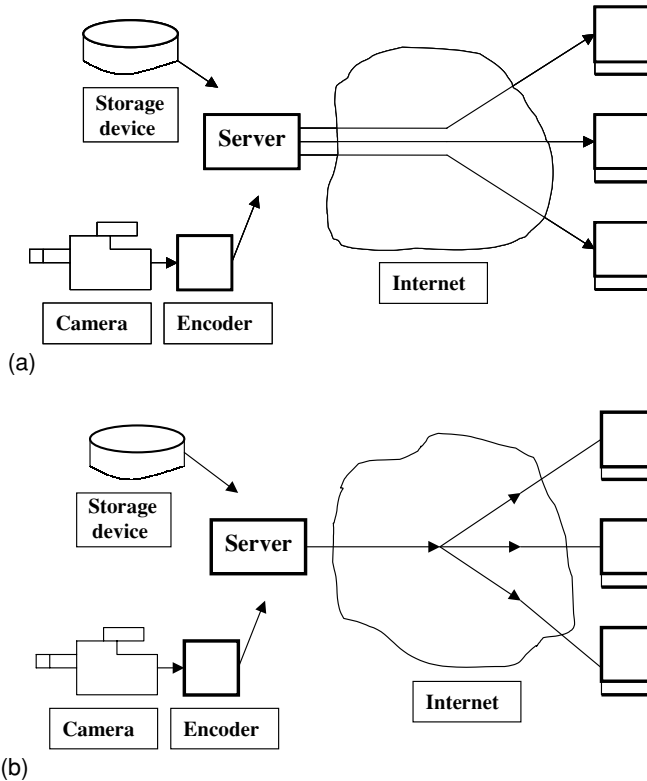 Storage
device
Server
Internet
Camera
Encoder
(a)
Storage
device
Server
Internet
Camera
Encoder
(b)